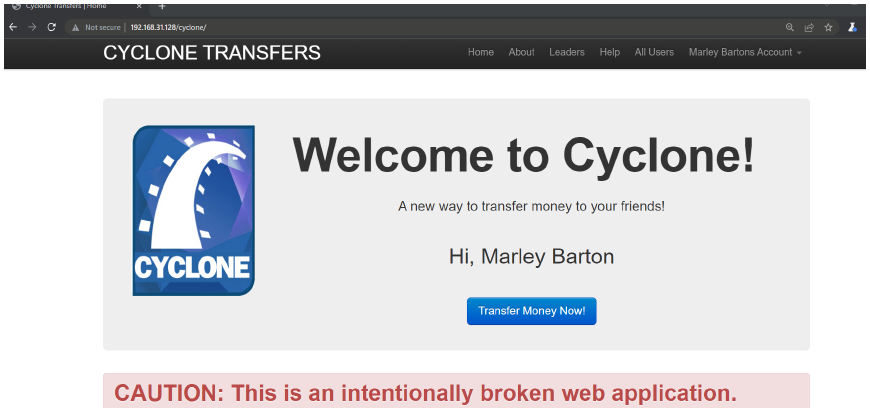 Cyclone Transfers | Home
Not secure | 192.168.31.128/cyclone/
CYCLONE TRANSFERS
Home About Leaders Help All Users Marley Bartons Account
CYCLONE
Welcome to Cyclone!
A new way to transfer money to your friends!
Hi, Marley Barton
Transfer Money Now!
CAUTION: This is an intentionally broken web application.